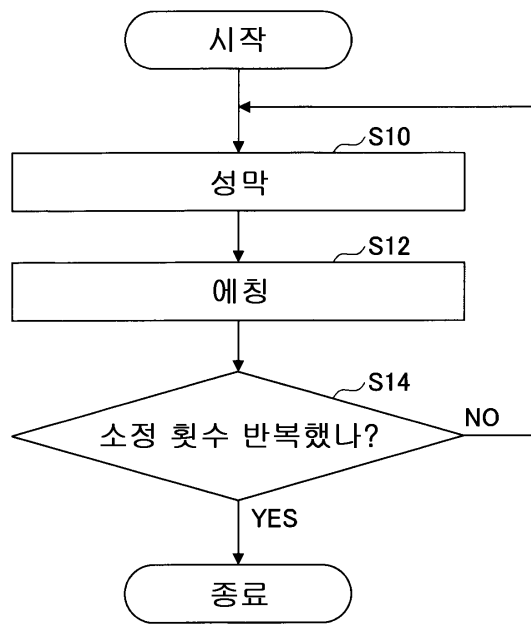 시작
S10
성막
S12
에칭
S14
소정 횟수 반복했나?
NO
YES
종료